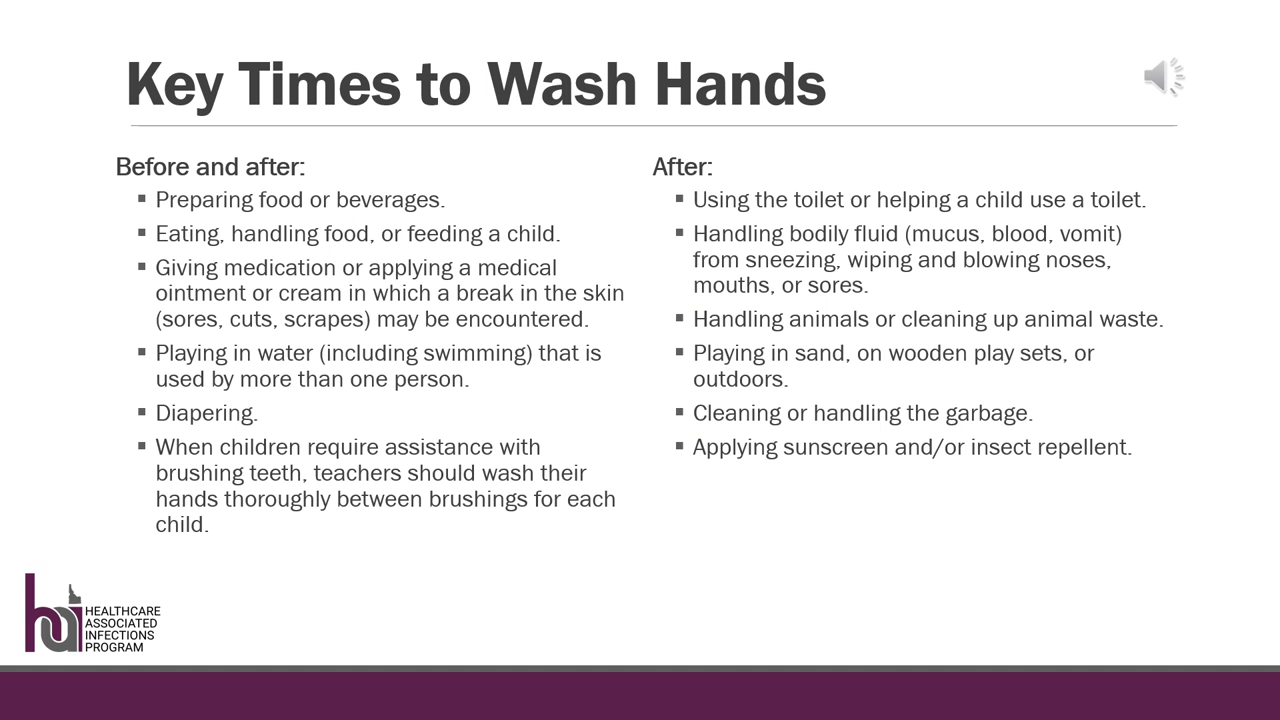 Key Times to Wash Hands
Before and after:
▪ Preparing food or beverages.
▪ Eating, handling food, or feeding a child.
▪ Giving medication or applying a medical
ointment or cream in which a break in the skin
(sores, cuts, scrapes) may be encountered.
▪ Playing in water (including swimming) that is
used by more than one person.
▪ Diapering.
▪ When children require assistance with
brushing teeth, teachers should wash their
hands thoroughly between brushings for each
child.
After:
▪ Using the toilet or helping a child use a toilet.
▪ Handling bodily fluid (mucus, blood, vomit)
from sneezing, wiping and blowing noses,
mouths, or sores.
▪ Handling animals or cleaning up animal waste.
▪ Playing in sand, on wooden play sets, or
outdoors.
▪ Cleaning or handling the garbage.
▪ Applying sunscreen and/or insect repellent.
hai
HEALTHCARE
ASSOCIATED
INFECTIONS
PROGRAM